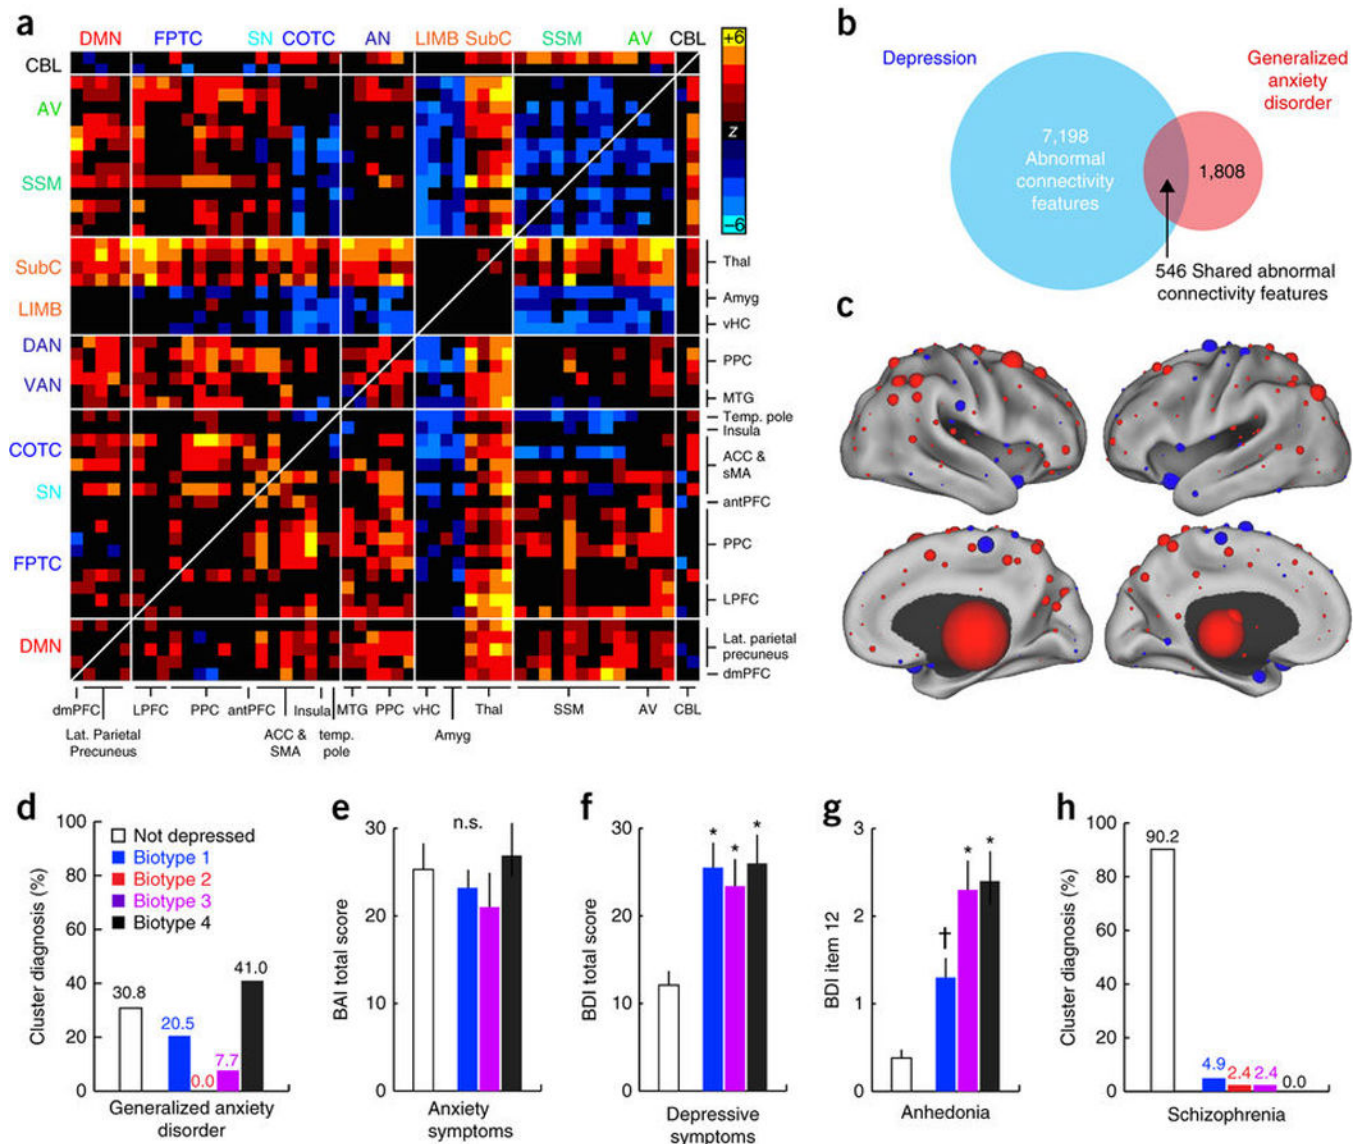 a
DMN FPTC SN COTC AN LIMB SubC SSM AV CBL
CBL
AV
SSM
SubC
LIMB
DAN
VAN
COTC
SN
FPTC
DMN
+6
z
−6
Thal
Amyg
vHC
PPC
MTG
Temp. pole
Insula
ACC &
sMA
antPFC
PPC
LPFC
Lat. parietal
precuneus
dmPFC
dmPFC LPFC PPC antPFC Insula MTG PPC vHC Thal SSM AV CBL
Lat. Parietal
Precuneus
ACC &
SMA
temp.
pole
Amyg
b
Depression
Generalized
anxiety
disorder
7,198
Abnormal
connectivity
features
1,808
546 Shared abnormal
connectivity features
c
d
Cluster diagnosis (%)
100
80
60
40
20
0
Not depressed
Biotype 1
Biotype 2
Biotype 3
Biotype 4
30.8
20.5
0.0
7.7
41.0
Generalized anxiety
disorder
e
BAI total score
30
20
10
0
n.s.
Anxiety
symptoms
f
BDI total score
30
20
10
0
* * *
Depressive
symptoms
g
BDI item 12
3
2
1
0
† * *
Anhedonia
h
Cluster diagnosis (%)
100
80
60
40
20
0
90.2
4.9
2.4
2.4
0.0
Schizophrenia